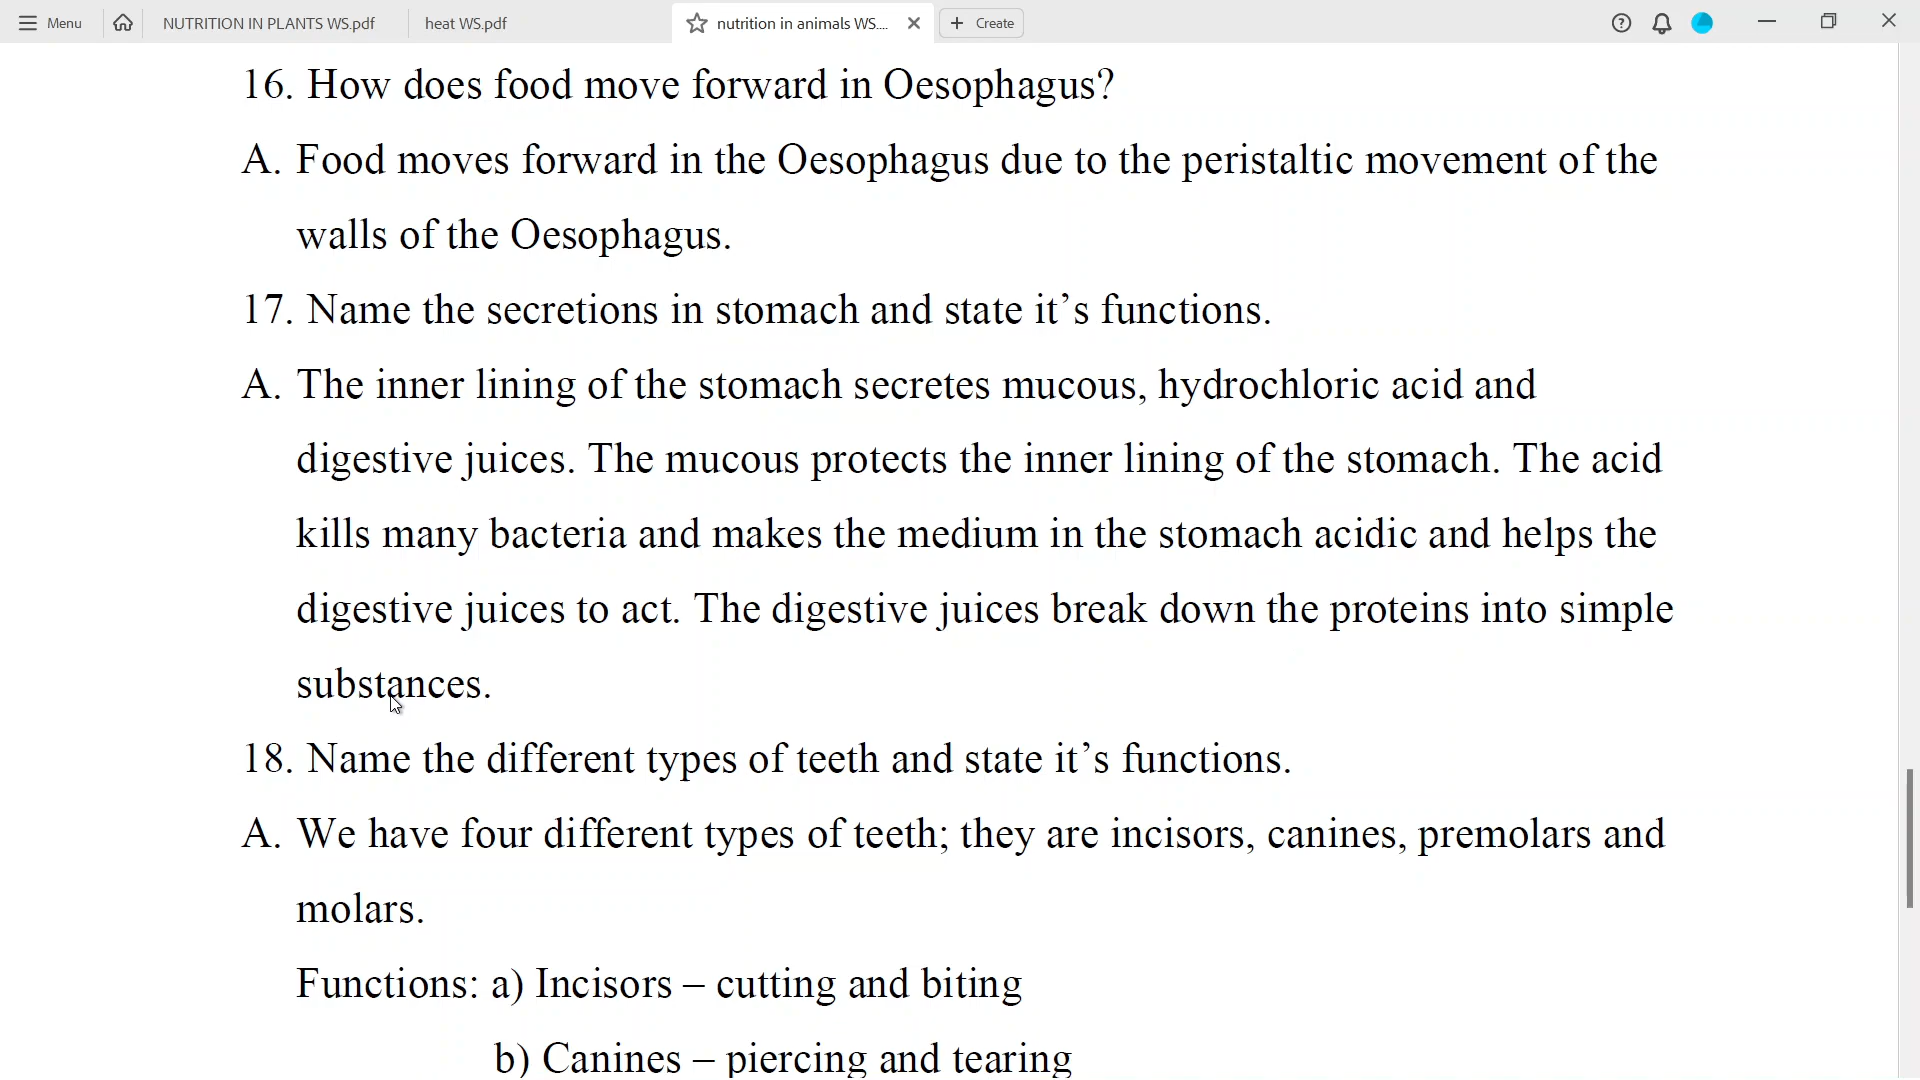 Menu NUTRITION IN PLANTS WS.pdf heat WS.pdf nutrition in animals WS.... + Create
16. How does food move forward in Oesophagus?
A. Food moves forward in the Oesophagus due to the peristaltic movement of the
walls of the Oesophagus.
17. Name the secretions in stomach and state it’s functions.
A. The inner lining of the stomach secretes mucous, hydrochloric acid and
digestive juices. The mucous protects the inner lining of the stomach. The acid
kills many bacteria and makes the medium in the stomach acidic and helps the
digestive juices to act. The digestive juices break down the proteins into simple
substances.
18. Name the different types of teeth and state it’s functions.
A. We have four different types of teeth; they are incisors, canines, premolars and
molars.
Functions: a) Incisors – cutting and biting
b) Canines – piercing and tearing